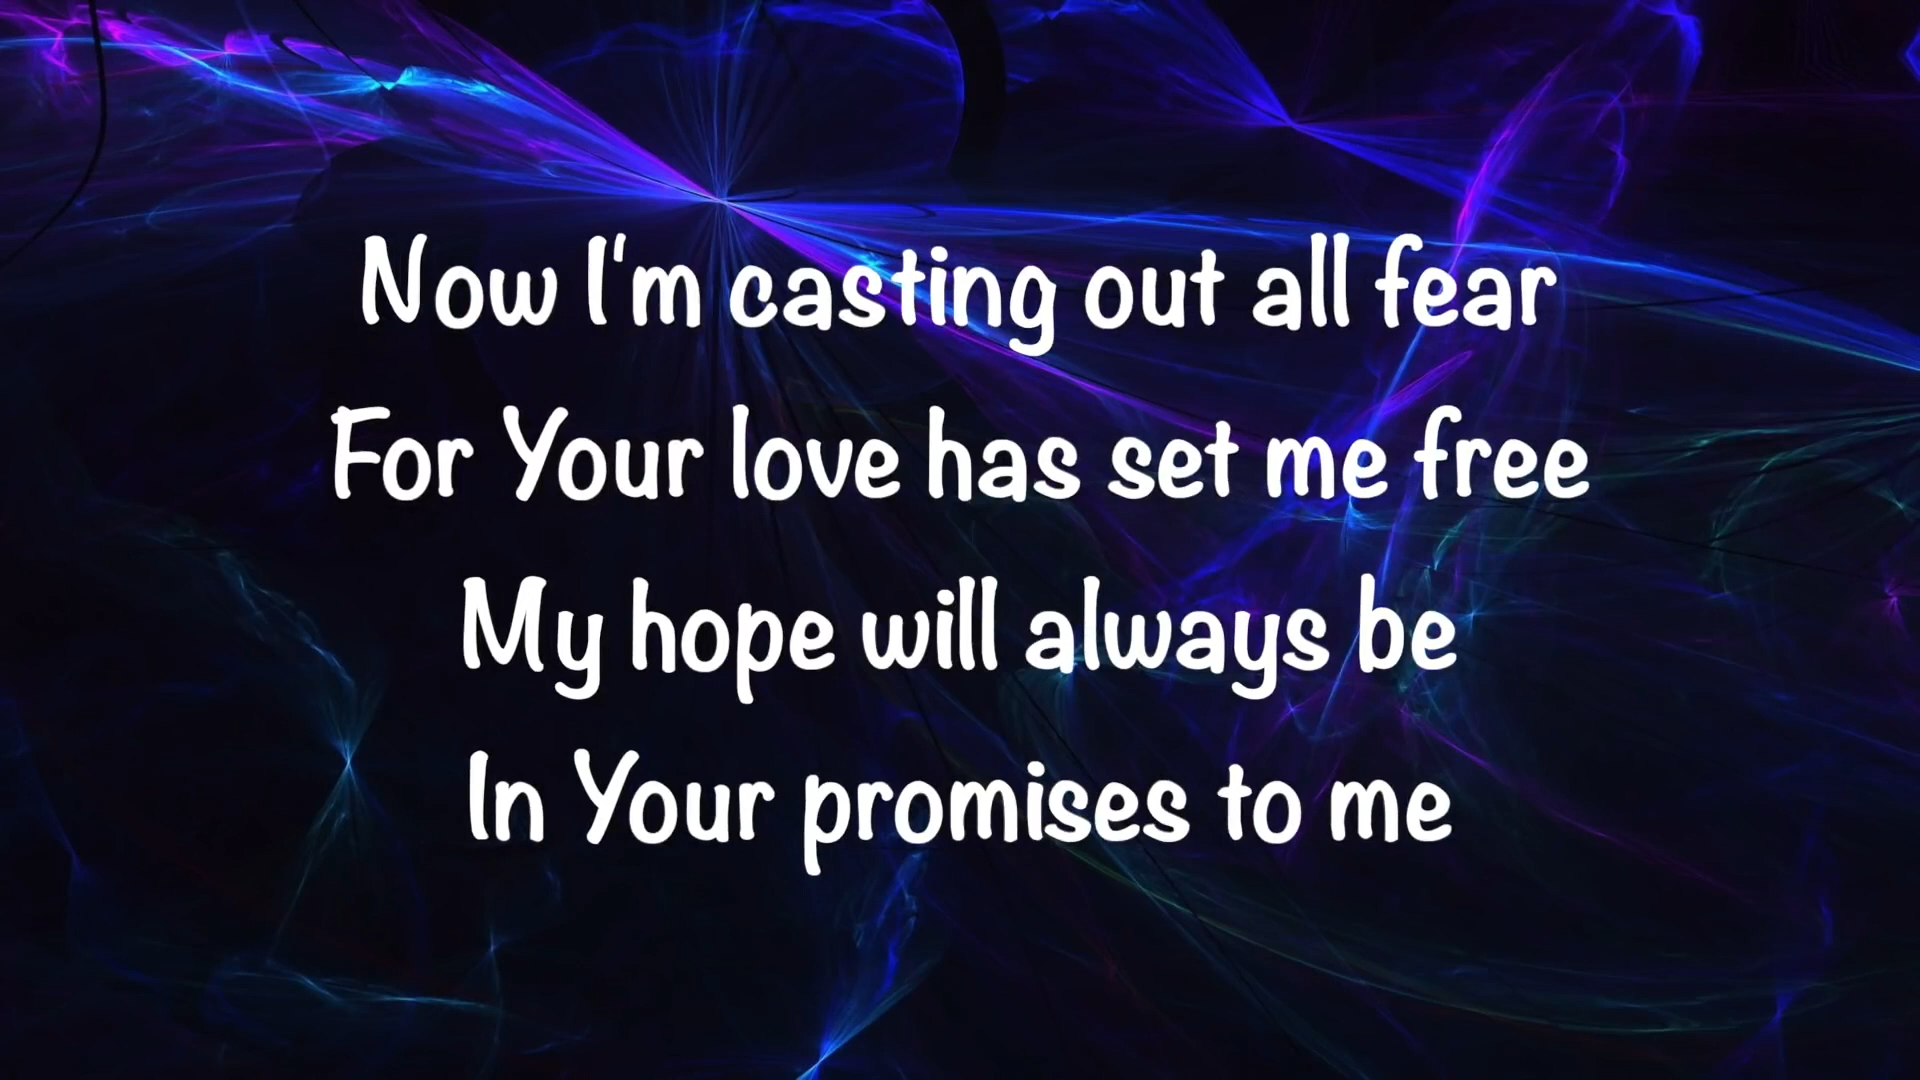 Now I'm casting out all fear
For Your love has set me free
My hope will always be
In Your promises to me